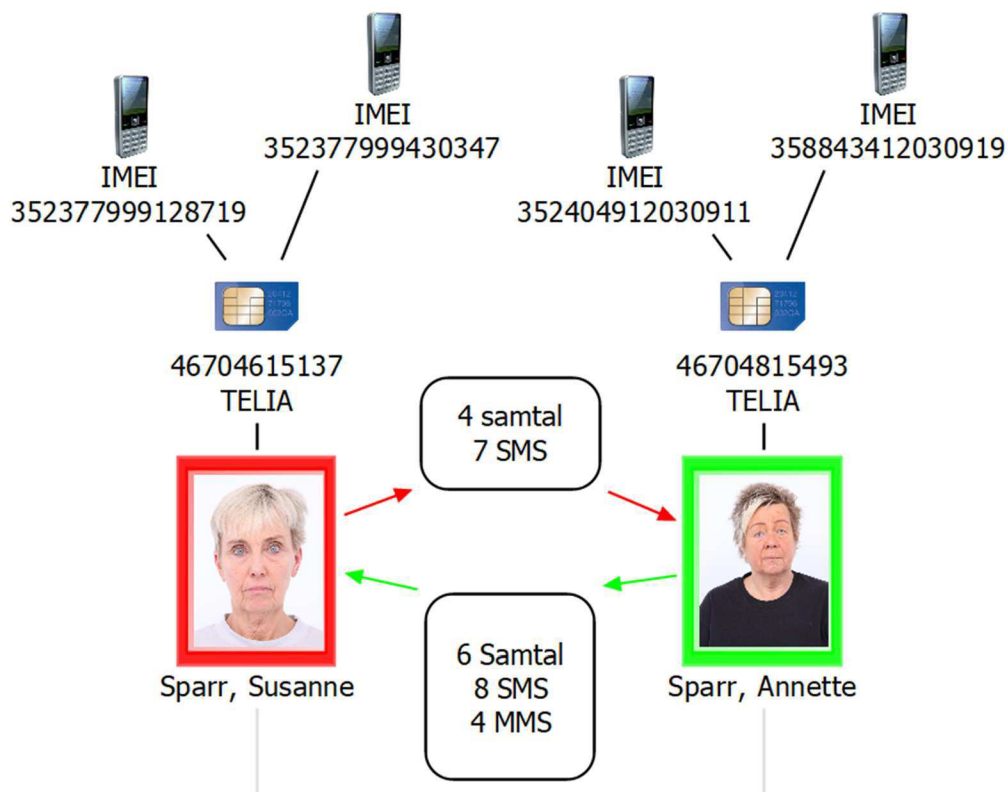 IMEI
352377999430347
IMEI
358843412030919
IMEI
352377999128719
IMEI
352404912030911
46704615137
TELIA
46704815493
TELIA
4 samtal
7 SMS
6 Samtal
8 SMS
4 MMS
Sparr, Susanne
Sparr, Annette